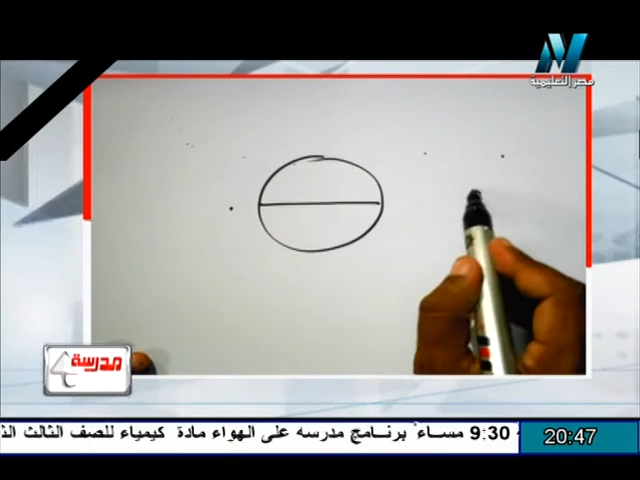 مصر التعليمية
مدرسة
9:30 مساءً برنامج مدرسه على الهواء مادة كيمياء للصف الثالث
20:47